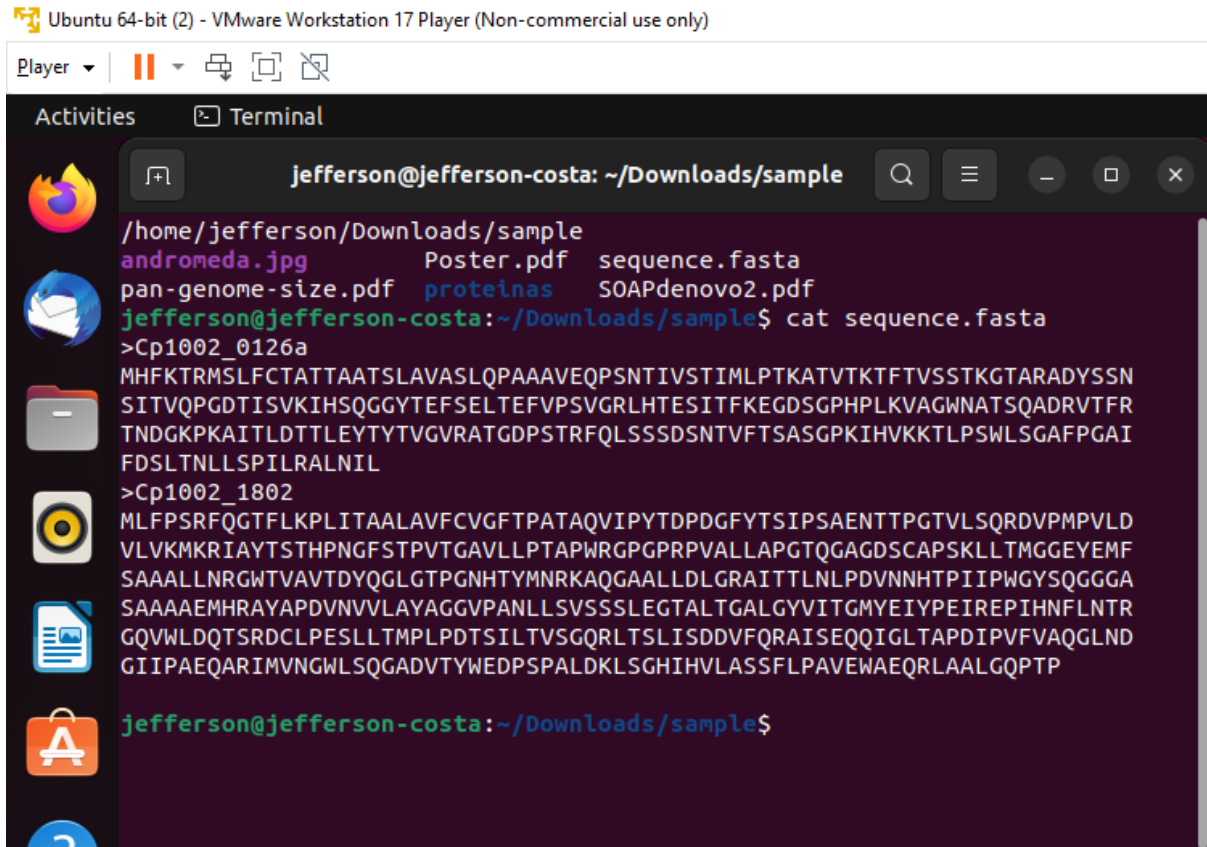 Ubuntu 64-bit (2) - VMware Workstation 17 Player (Non-commercial use only)
Player
Activities Terminal
jefferson@jefferson-costa: ~/Downloads/sample
/home/jefferson/Downloads/sample
andromeda.jpg Poster.pdf sequence.fasta
pan-genome-size.pdf proteinas SOAPdenovo2.pdf
jefferson@jefferson-costa:~/Downloads/sample$ cat sequence.fasta
>Cp1002_0126a
MHFKTRMSLFCTATTAATSLAVASLQPAAAVEQPSNTIVSTIMLPTKATVTKTFTVSSTKGTARADYSSN
SITVQPGDTISVKIHSQGGYTEFSELTEFVPSVGRLHTESITFKEGDSGPHPLKVAGWNATSQADRVTFR
TNDGKPKAITLDTTLEYTYTVGVRATGDPSTRFQLSSSDSNTVFTSASGPKIHVKKTLPSWLSGAFPGAI
FDSLTNLLSPILRALNIL
>Cp1002_1802
MLFPSRFQGTFLKPLITAALAVFCVGFTPATAQVIPYTDPDGFYTSIPSAENTTPGTVLSQRDVPMPVLD
VLVKMKRIAYTSTHPNGFSTPVTGAVLLPTAPWRGPGPRPVALLAPGTQGAGDSCAPSKLLTMGGEYEMF
SAAALLNRGWTVAVTDYQGLGTPGNHTYMNRKAQGAALLDLGRAITTLNLPDVNNHTPIIPWGYSQGGGA
SAAAAEMHRAYAPDVNVVLAYAGGVPANLLSVSSSLEGTALTGALGYVITGMYEIYPEIREPIHNFLNTR
GQVWLDQTSRDCLPESLLTMPLPDTSILTVSGQRLTSLISDDVFQRAISEQQIGLTAPDIPVFVAQGLND
GIIPAEQARIMVNGWLSQGADVTYWEDPSPALDKLSGHIHVLASSFLPAVEWAEQRLAALGQPTP
jefferson@jefferson-costa:~/Downloads/sample$